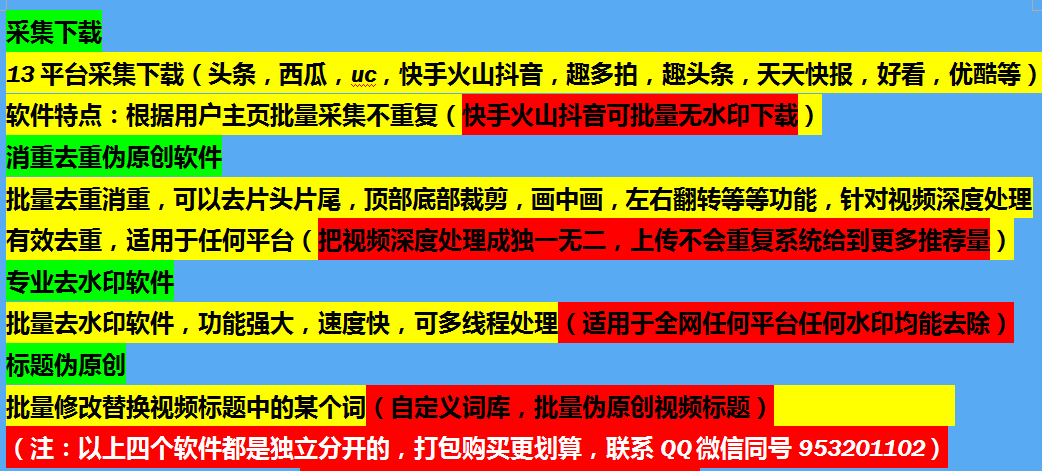 采集下载
13平台采集下载（头条，西瓜，uc，快手火山抖音，趣多拍，趣头条，天天快报，好看，优酷等）
软件特点：根据用户主页批量采集不重复（快手火山抖音可批量无水印下载）
消重去重伪原创软件
批量去重消重，可以去片头片尾，顶部底部裁剪，画中画，左右翻转等等功能，针对视频深度处理
有效去重，适用于任何平台（把视频深度处理成独一无二，上传不会重复系统给到更多推荐量）
专业去水印软件
批量去水印软件，功能强大，速度快，可多线程处理（适用于全网任何平台任何水印均能去除）
标题伪原创
批量修改替换视频标题中的某个词（自定义词库，批量伪原创视频标题）
（注：以上四个软件都是独立分开的，打包购买更划算，联系QQ微信同号953201102）